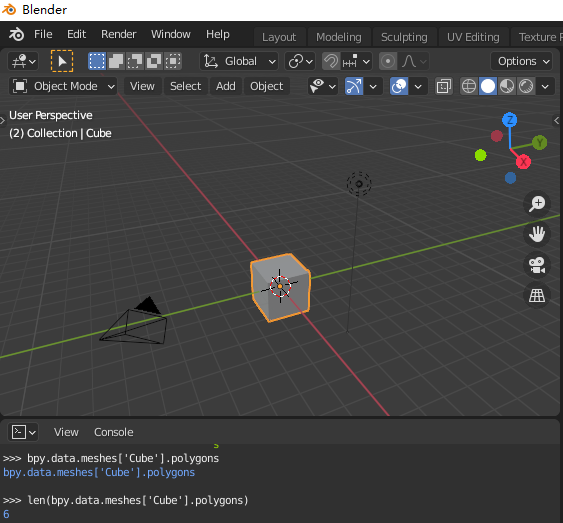 Blender
File Edit Render Window Help Layout Modeling Sculpting UV Editing Texture
Global Options
Object Mode View Select Add Object
User Perspective
(2) Collection | Cube
Z
Y
X
View Console
>>> bpy.data.meshes['Cube'].polygons
bpy.data.meshes['Cube'].polygons
>>> len(bpy.data.meshes['Cube'].polygons)
6